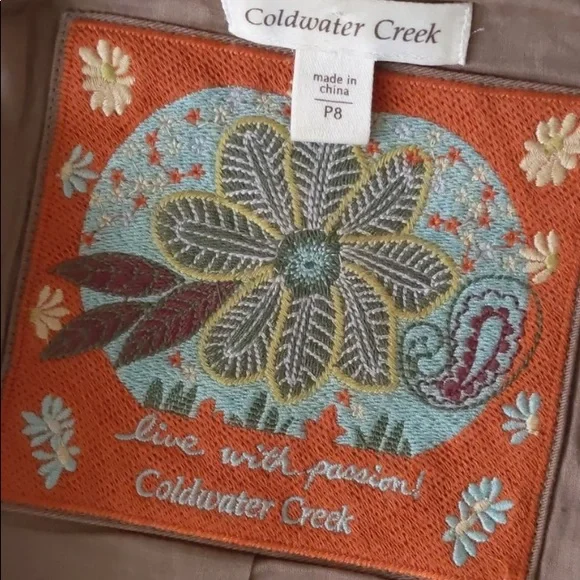 Coldwater Creek
made in
china
P8
live with passion!
Coldwater Creek